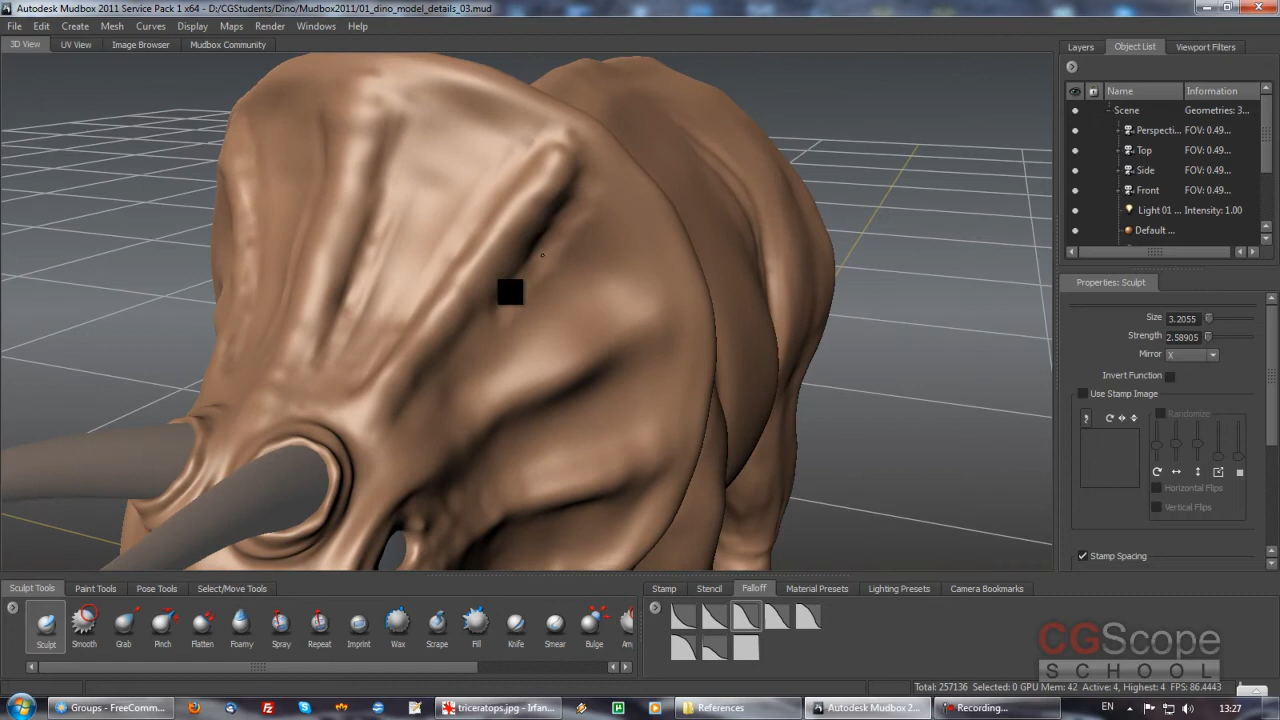 Autodesk Mudbox 2011 Service Pack 1 x64 - D:/CGStudents/Dino/Mudbox2011/01_dino_model_details_03.mud
File Edit Create Mesh Curves Display Maps Render Windows Help
3D View UV View Image Browser Mudbox Community
Layers Object List Viewport Filters
Name Information
Scene Geometries: 3...
Perspecti... FOV: 0.49...
Top FOV: 0.49...
Side FOV: 0.49...
Front FOV: 0.49...
Light 01 ... Intensity: 1.00
Default ...
Properties: Sculpt
Size 3.2055
Strength 2.58905
Mirror X
Invert Function
Use Stamp Image
Randomize
Horizontal Flips
Vertical Flips
Stamp Spacing
Sculpt Tools Paint Tools Pose Tools Select/Move Tools
Stamp Stencil Falloff Material Presets Lighting Presets Camera Bookmarks
Sculpt Smooth Grab Pinch Flatten Foamy Spray Repeat Imprint Wax Scrape Fill Knife Smear Bulge Am
CGScope
SCHOOL
Total: 257136 Selected: 0 GPU Mem: 42 Active: 4, Highest: 4 FPS: 86.4443
Groups - FreeComm... triceratops.jpg - Irfan... References Autodesk Mudbox 2... Recording... EN 13:27